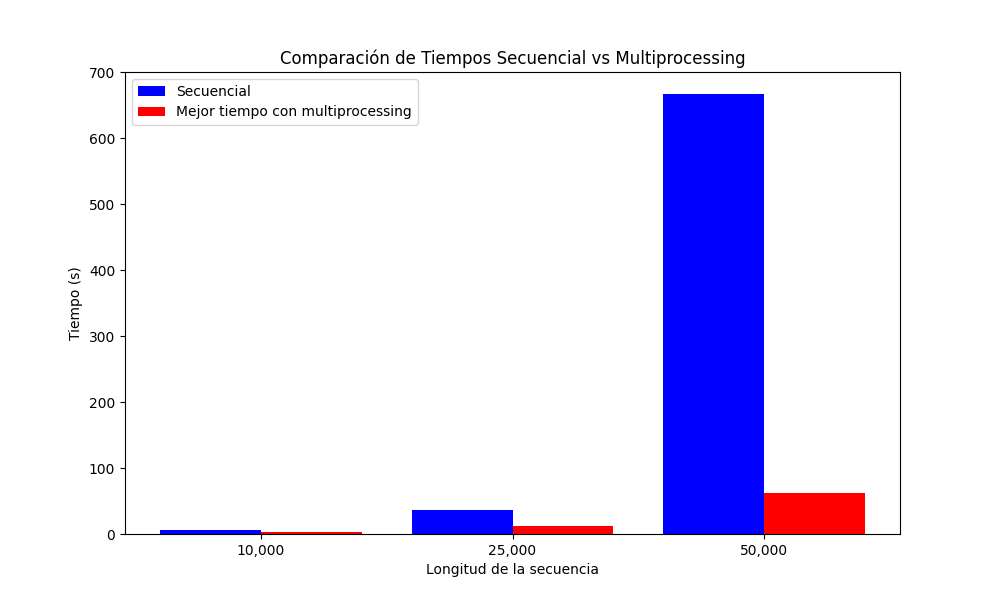 Comparación de Tiempos Secuencial vs Multiprocessing
Secuencial
Mejor tiempo con multiprocessing
Tiempo (s)
700
600
500
400
300
200
100
0
10,000
25,000
50,000
Longitud de la secuencia